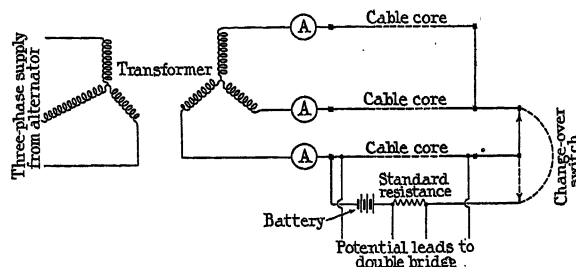 Three-phase supply
from alternator
Transformer
A
Cable core
A
Cable core
A
Cable core
Standard
resistance
Battery
Potential leads to
double bridge
Change-over
switch